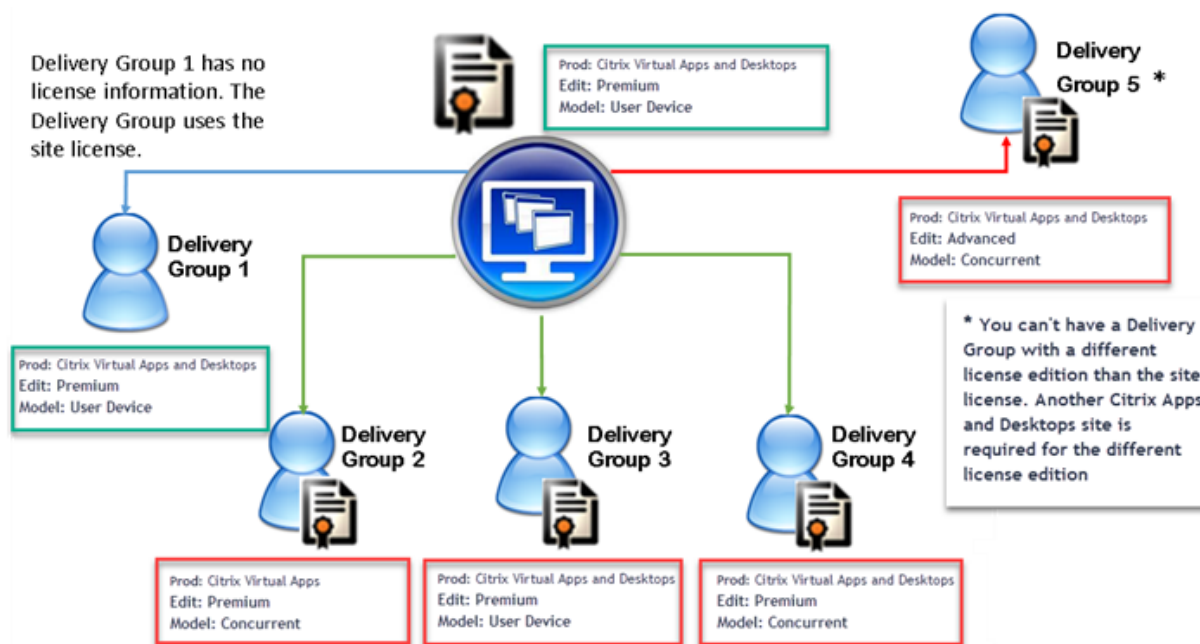 Delivery Group 1 has no
license information. The
Delivery Group uses the
site license.
Prod: Citrix Virtual Apps and Desktops
Edit: Premium
Model: User Device
Delivery
Group 5 *
Prod: Citrix Virtual Apps and Desktops
Edit: Advanced
Model: Concurrent
* You can't have a Delivery
Group with a different
license edition than the site
license. Another Citrix Apps
and Desktops site is
required for the different
license edition
Delivery
Group 1
Prod: Citrix Virtual Apps and Desktops
Edit: Premium
Model: User Device
Delivery
Group 2
Prod: Citrix Virtual Apps
Edit: Premium
Model: Concurrent
Delivery
Group 3
Prod: Citrix Virtual Apps and Desktops
Edit: Premium
Model: User Device
Delivery
Group 4
Prod: Citrix Virtual Apps and Desktops
Edit: Premium
Model: Concurrent